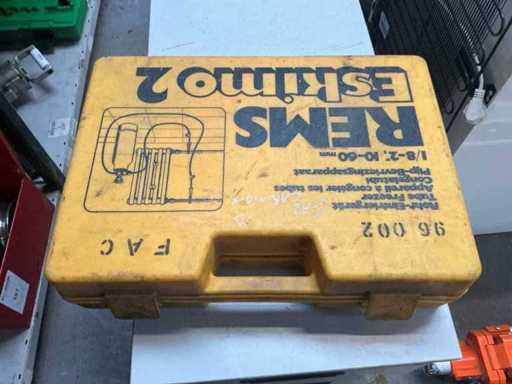 REMS
Eskimo 2
1/8-2", 10-60 mm
Rohr-Einfriergerät
Tube Freezer
Appareil à congeler les tubes
Congelatubi
Pijp-Bevriezingsapparaat
96 002
F A C